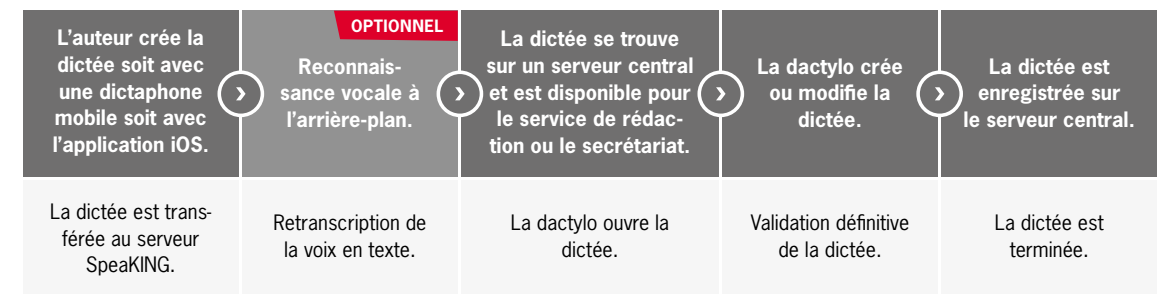 L'auteur crée la
dictée soit avec
une dictaphone
mobile soit avec
l'application iOS.
OPTIONNEL
Reconnais-
sance vocale à
l'arrière-plan.
La dictée se trouve
sur un serveur central
et est disponible pour
le service de rédac-
tion ou le secrétariat.
La dactylo crée
ou modifie la
dictée.
La dictée est
enregistrée sur
le serveur central.
La dictée est trans-
férée au serveur
SpeaKING.
Retranscription de
la voix en texte.
La dactylo ouvre la
dictée.
Validation définitive
de la dictée.
La dictée est
terminée.